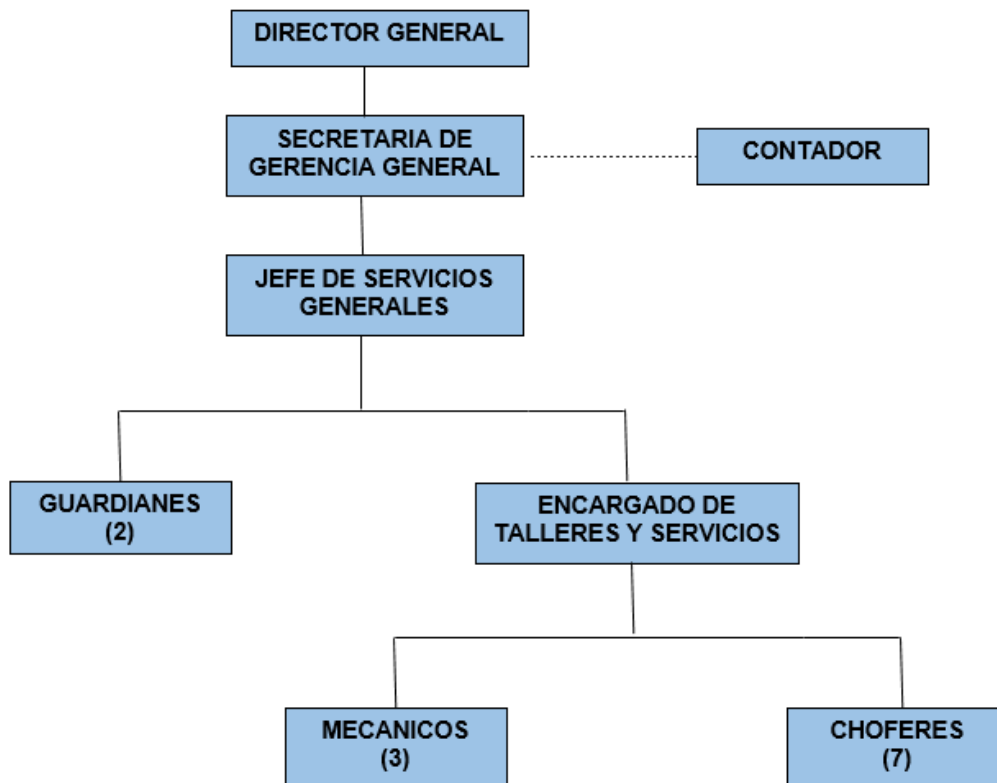 DIRECTOR GENERAL
SECRETARIA DE
GERENCIA GENERAL
CONTADOR
JEFE DE SERVICIOS
GENERALES
GUARDIANES
(2)
ENCARGADO DE
TALLERES Y SERVICIOS
MECANICOS
(3)
CHOFERES
(7)